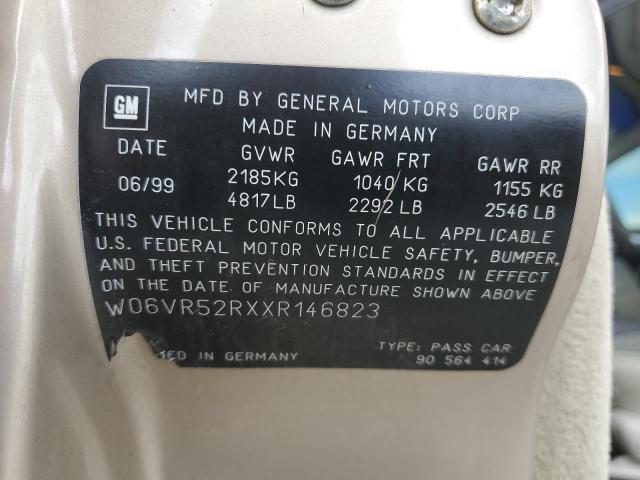 GM
MFD BY GENERAL MOTORS CORP
MADE IN GERMANY
DATE GVWR GAWR FRT GAWR RR
06/99 2185KG 1040 KG 1155 KG
4817LB 2292 LB 2546 LB
THIS VEHICLE CONFORMS TO ALL APPLICABLE
U.S. FEDERAL MOTOR VEHICLE SAFETY, BUMPER,
AND THEFT PREVENTION STANDARDS IN EFFECT
ON THE DATE OF MANUFACTURE SHOWN ABOVE
W06VR52RXXR146823
IN GERMANY TYPE: PASS CAR
90 564 414